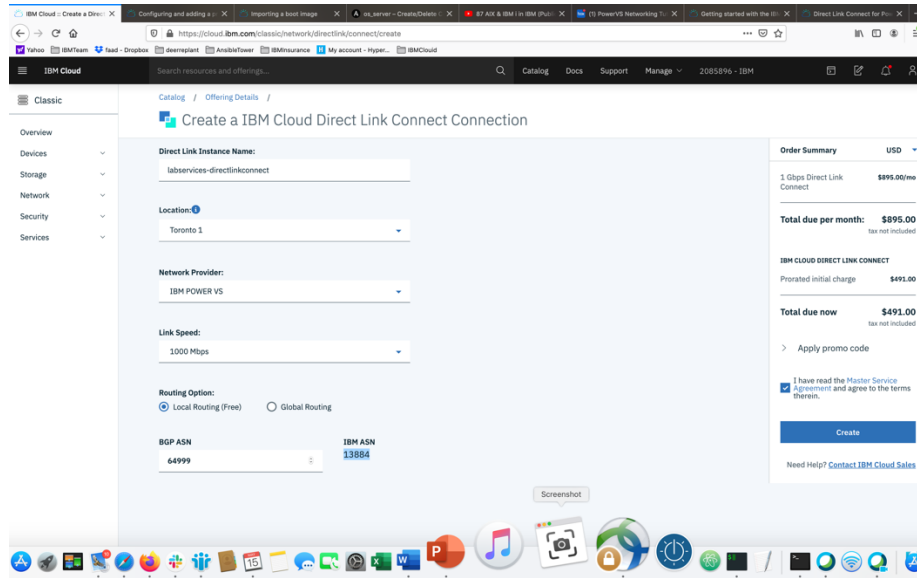 IBM Cloud :: Create a Direc
Configuring and adding a p
Importing a boot image
os_server – Create/Delete
87 AIX & IBM i in IBM (Publ
(1) PowerVS Networking Tu
Getting started with the IB
Direct Link Connect for Pow
https://cloud.ibm.com/classic/network/directlink/connect/create
Yahoo
IBMTeam
faad - Dropbox
deerreplant
AnsibleTower
IBMInsurance
My account - Hyper...
IBMClouid
IBM Cloud
Search resources and offerings...
Catalog
Docs
Support
Manage
2085896 - IBM
Classic
Overview
Devices
Storage
Network
Security
Services
Catalog / Offering Details /
Create a IBM Cloud Direct Link Connect Connection
Direct Link Instance Name:
labservices-directlinkconnect
Location:
Toronto 1
Network Provider:
IBM POWER VS
Link Speed:
1000 Mbps
Routing Option:
Local Routing (Free)
Global Routing
BGP ASN
IBM ASN
64999
13884
Order Summary
USD
1 Gbps Direct Link
Connect
$895.00/mo
Total due per month: $895.00
tax not included
IBM CLOUD DIRECT LINK CONNECT
Prorated initial charge $491.00
Total due now $491.00
tax not included
Apply promo code
I have read the Master Service
Agreement and agree to the terms
therein.
Create
Need Help? Contact IBM Cloud Sales
Screenshot